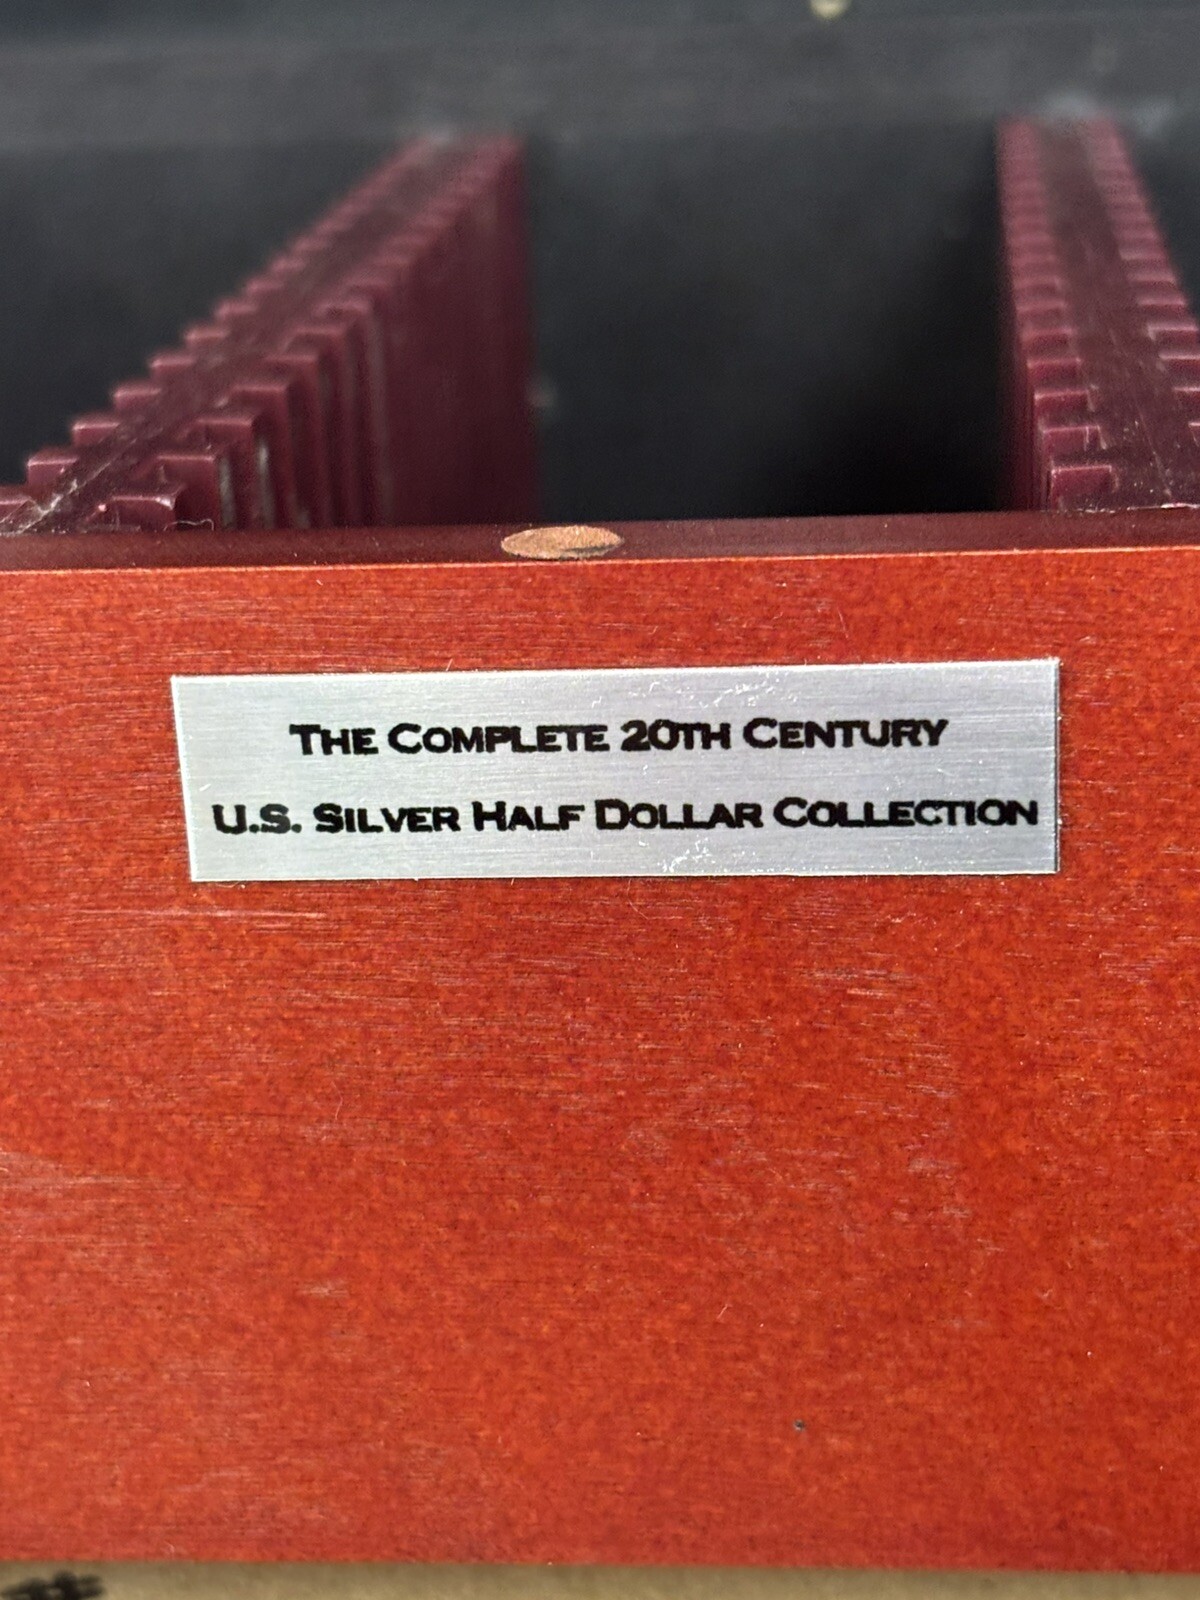 THE COMPLETE 20TH CENTURY
U.S. SILVER HALF DOLLAR COLLECTION